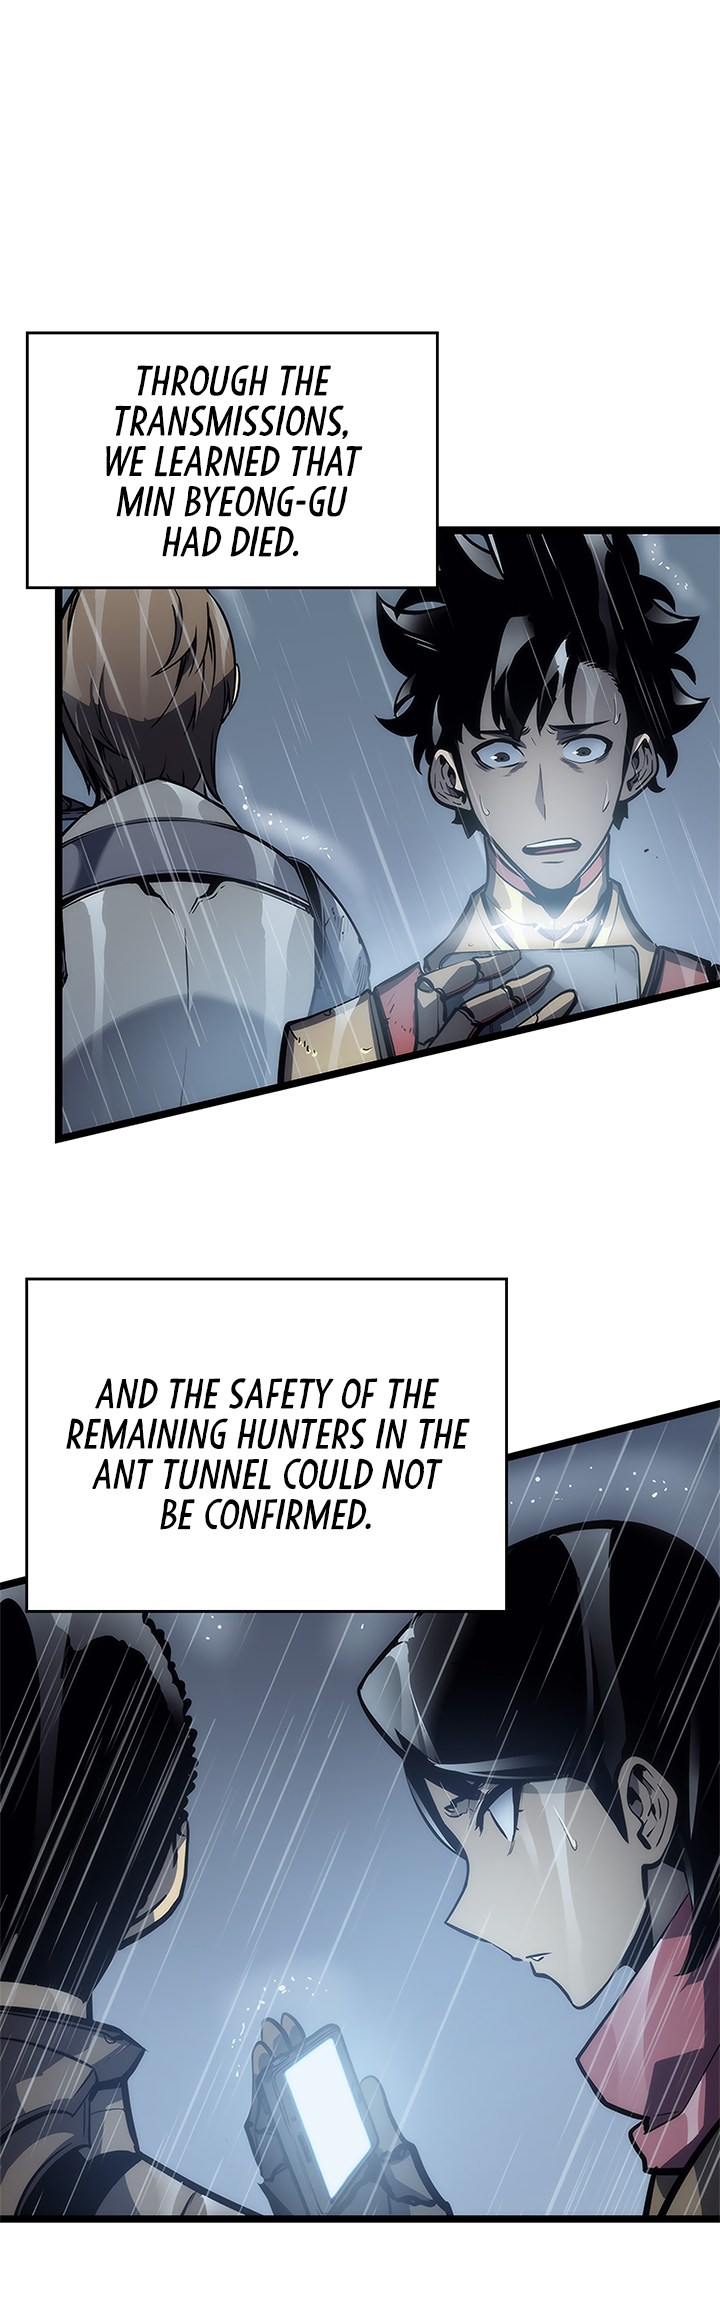 THROUGH THE
TRANSMISSIONS,
WE LEARNED THAT
MIN BYEONG-GU
HAD DIED.
AND THE SAFETY OF THE
REMAINING HUNTERS IN THE
ANT TUNNEL COULD NOT
BE CONFIRMED.